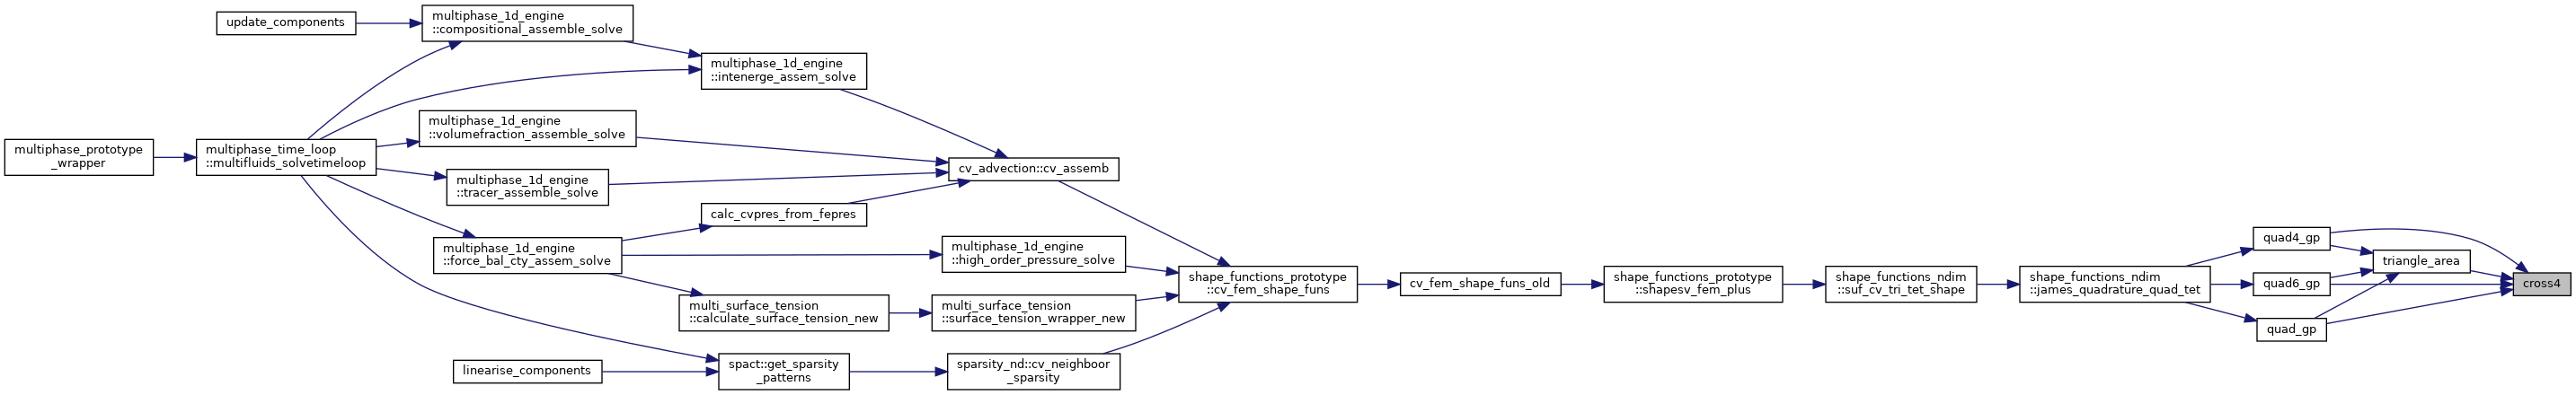 update_components
multiphase_1d_engine
::compositional_assemble_solve
multiphase_1d_engine
::intenerge_assem_solve
multiphase_1d_engine
::volumefraction_assemble_solve
multiphase_prototype
_wrapper
multiphase_time_loop
::multifluids_solvetimeloop
multiphase_1d_engine
::tracer_assemble_solve
cv_advection::cv_assemb
calc_cvpres_from_fepres
multiphase_1d_engine
::force_bal_cty_assem_solve
multiphase_1d_engine
::high_order_pressure_solve
multi_surface_tension
::calculate_surface_tension_new
multi_surface_tension
::surface_tension_wrapper_new
linearise_components
spact::get_sparsity
_patterns
sparsity_nd::cv_neighboor
_sparsity
shape_functions_prototype
::cv_fem_shape_funs
cv_fem_shape_funs_old
shape_functions_prototype
::shapesv_fem_plus
shape_functions_ndim
::suf_cv_tri_tet_shape
shape_functions_ndim
::james_quadrature_quad_tet
quad4_gp
quad6_gp
quad_gp
triangle_area
cross4